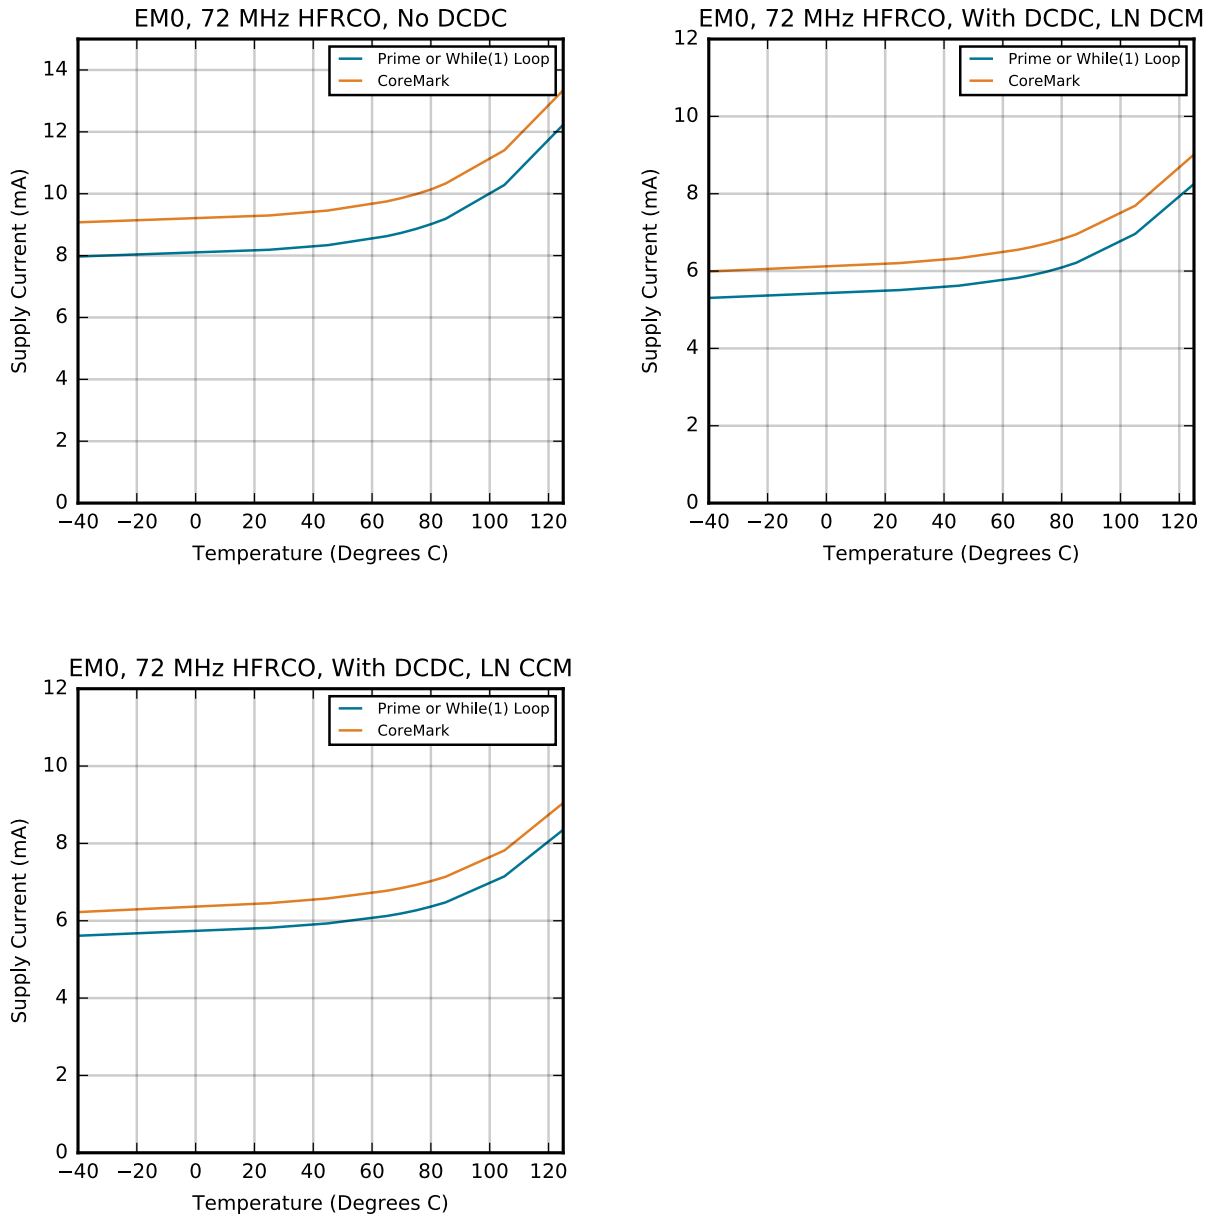 EM0, 72 MHz HFRCO, No DCDC
Prime or While(1) Loop
CoreMark
14
12
10
8
6
4
2
0
Supply Current (mA)
−40 −20 0 20 40 60 80 100 120
Temperature (Degrees C)
EM0, 72 MHz HFRCO, With DCDC, LN DCM
Prime or While(1) Loop
CoreMark
12
10
8
6
4
2
0
Supply Current (mA)
−40 −20 0 20 40 60 80 100 120
Temperature (Degrees C)
EM0, 72 MHz HFRCO, With DCDC, LN CCM
Prime or While(1) Loop
CoreMark
12
10
8
6
4
2
0
Supply Current (mA)
−40 −20 0 20 40 60 80 100 120
Temperature (Degrees C)